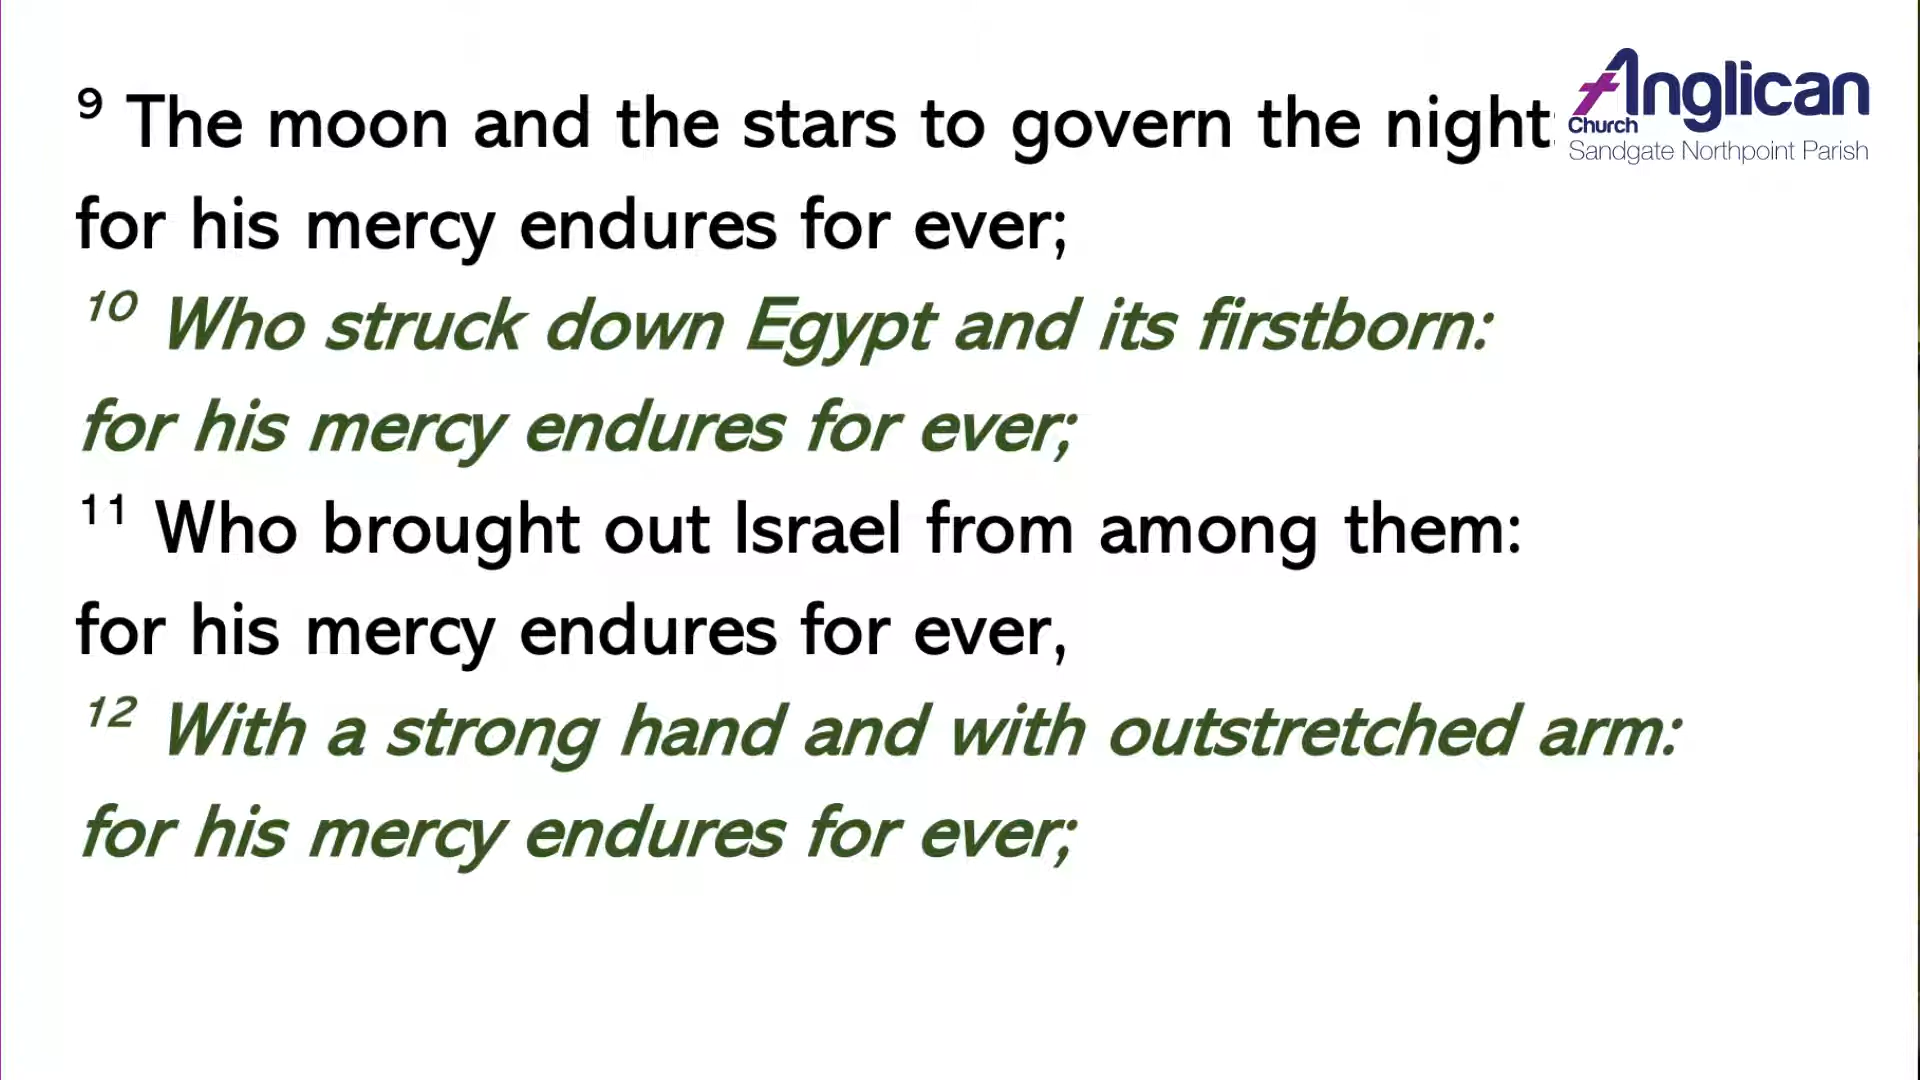 9 The moon and the stars to govern the night:
for his mercy endures for ever;
10 Who struck down Egypt and its firstborn:
for his mercy endures for ever;
11 Who brought out Israel from among them:
for his mercy endures for ever,
12 With a strong hand and with outstretched arm:
for his mercy endures for ever;
Anglican
Church
Sandgate Northpoint Parish